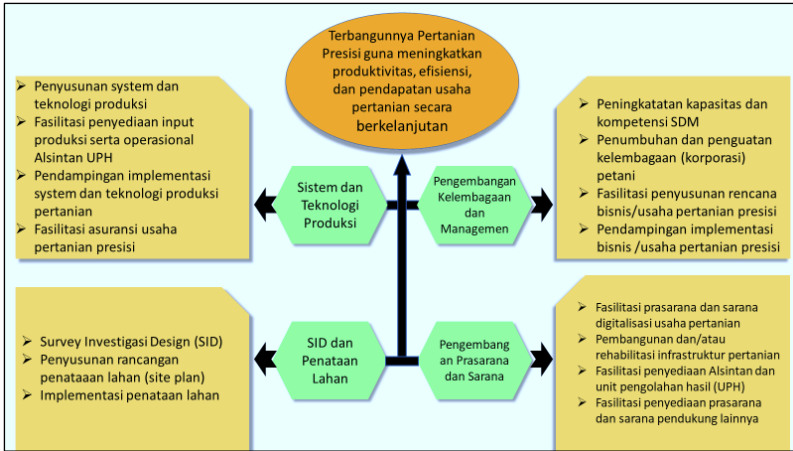 Terbangunnya Pertanian
Presisi guna meningkatkan
produktivitas, efisiensi,
dan pendapatan usaha
pertanian secara
berkelanjutan
➢ Penyusunan system dan
teknologi produksi
➢ Fasilitasi penyediaan input
produksi serta operasional
Alsintan UPH
➢ Pendampingan implementasi
system dan teknologi produksi
pertanian
➢ Fasilitasi asuransi usaha
pertanian presisi
Sistem dan
Teknologi
Produksi
Pengembangan
Kelembagaan
dan
Managemen
➢ Peningkatatan kapasitas dan
kompetensi SDM
➢ Penumbuhan dan penguatan
kelembagaan (korporasi)
petani
➢ Fasilitasi penyusunan rencana
bisnis/usaha pertanian presisi
➢ Pendampingan implementasi
bisnis /usaha pertanian presisi
➢ Survey Investigasi Design (SID)
➢ Penyusunan rancangan
penataaan lahan (site plan)
➢ Implementasi penataan lahan
SID dan
Penataan
Lahan
Pengembang
an Prasarana
dan Sarana
➢ Fasilitasi prasarana dan sarana
digitalisasi usaha pertanian
➢ Pembangunan dan/atau
rehabilitasi infrastruktur pertanian
➢ Fasilitasi penyediaan Alsintan dan
unit pengolahan hasil (UPH)
➢ Fasilitasi penyediaan prasarana
dan sarana pendukung lainnya